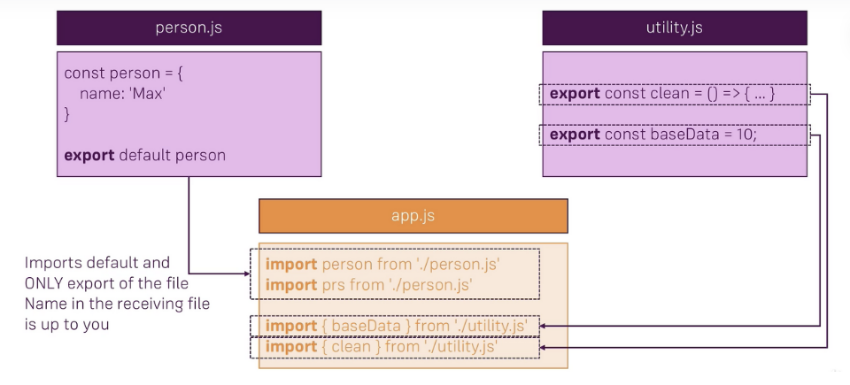 person.js
const person = {
name: 'Max'
}
export default person
utility.js
export const clean = () => { ... }
export const baseData = 10;
app.js
import person from './person.js'
import prs from './person.js'
import { baseData } from './utility.js'
import { clean } from './utility.js'
Imports default and
ONLY export of the file
Name in the receiving file
is up to you